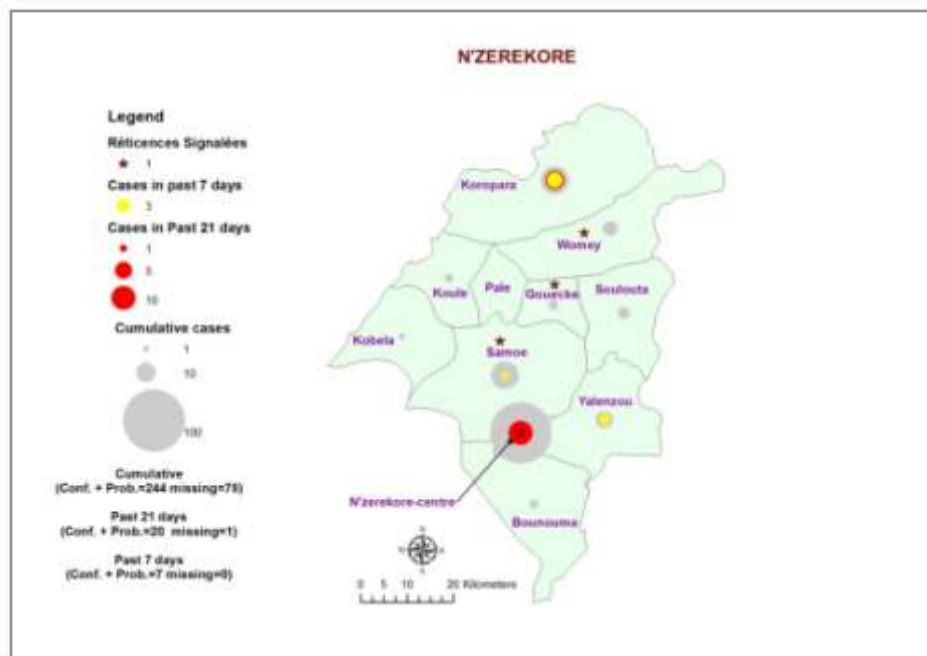 N'ZEREKORE
Legend
Réticences Signalées
1
Cases in past 7 days
3
Cases in Past 21 days
1
5
10
Cumulative cases
1
10
100
Cumulative
(Conf. + Prob.=244 missing=78)
Past 21 days
(Conf. + Prob.=20 missing=1)
Past 7 days
(Conf. + Prob.=7 missing=0)
Koropara
Womey
Koule
Pale
Gouecke
Soulouta
Kobela
Samoe
Yalenzou
N'zerekore-centre
Bounouma
0 5 10 20 Kilometers